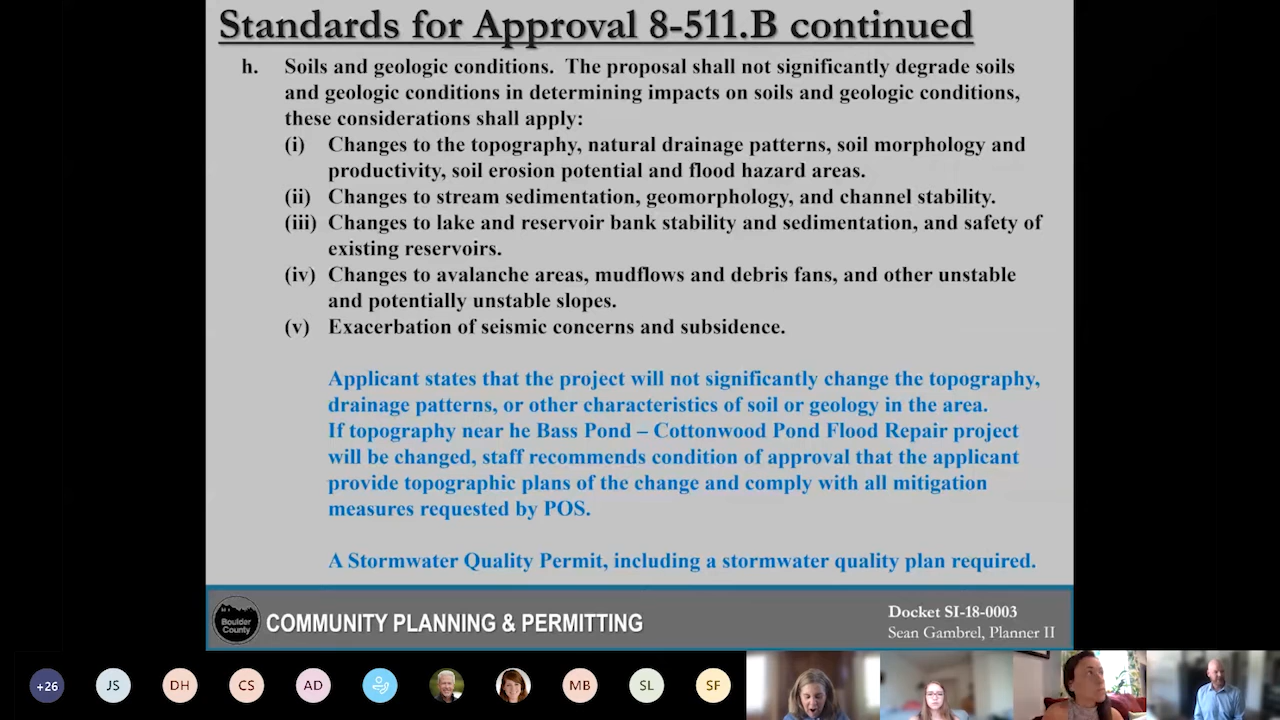 Standards for Approval 8-511.B continued
h. Soils and geologic conditions. The proposal shall not significantly degrade soils
and geologic conditions in determining impacts on soils and geologic conditions,
these considerations shall apply:
(i) Changes to the topography, natural drainage patterns, soil morphology and
productivity, soil erosion potential and flood hazard areas.
(ii) Changes to stream sedimentation, geomorphology, and channel stability.
(iii) Changes to lake and reservoir bank stability and sedimentation, and safety of
existing reservoirs.
(iv) Changes to avalanche areas, mudflows and debris fans, and other unstable
and potentially unstable slopes.
(v) Exacerbation of seismic concerns and subsidence.
Applicant states that the project will not significantly change the topography,
drainage patterns, or other characteristics of soil or geology in the area.
If topography near he Bass Pond – Cottonwood Pond Flood Repair project
will be changed, staff recommends condition of approval that the applicant
provide topographic plans of the change and comply with all mitigation
measures requested by POS.
A Stormwater Quality Permit, including a stormwater quality plan required.
Boulder
County
COMMUNITY PLANNING & PERMITTING
Docket SI-18-0003
Sean Gambrel, Planner II
+26 JS DH CS AD MB SL SF